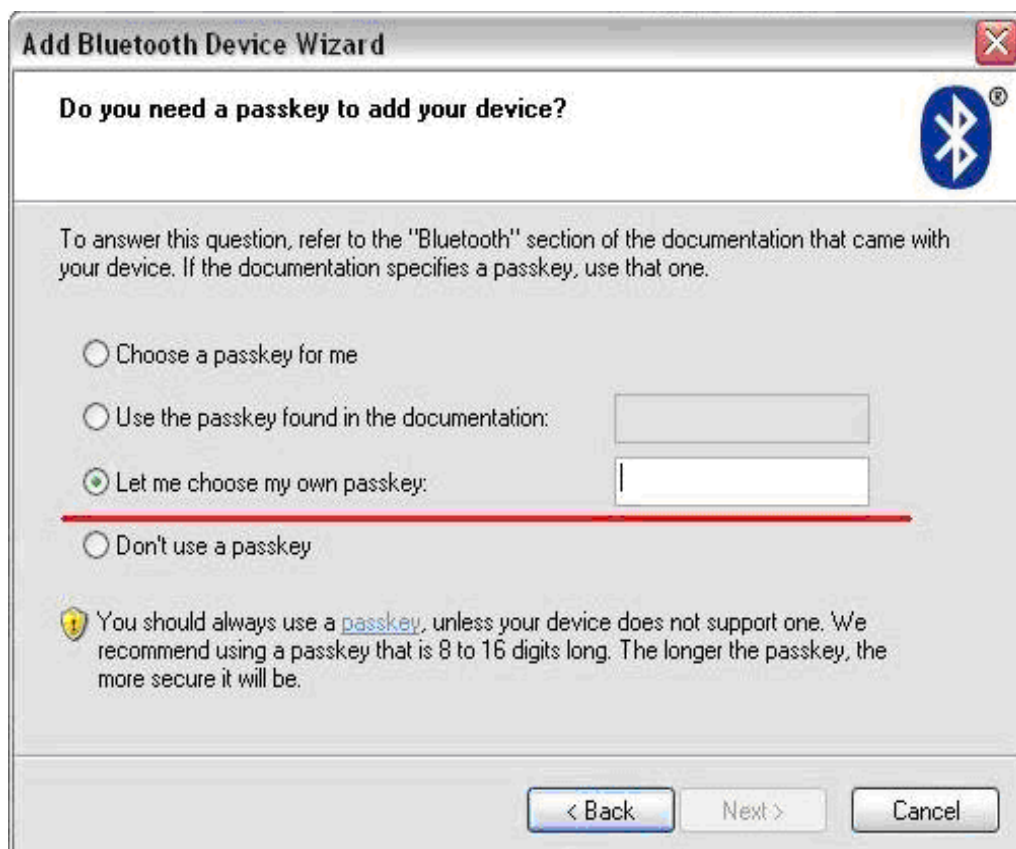 Add Bluetooth Device Wizard
Do you need a passkey to add your device?
®
To answer this question, refer to the "Bluetooth" section of the documentation that came with
your device. If the documentation specifies a passkey, use that one.
Choose a passkey for me
Use the passkey found in the documentation:
Let me choose my own passkey:
Don't use a passkey
You should always use a passkey, unless your device does not support one. We
recommend using a passkey that is 8 to 16 digits long. The longer the passkey, the
more secure it will be.
< Back Next > Cancel